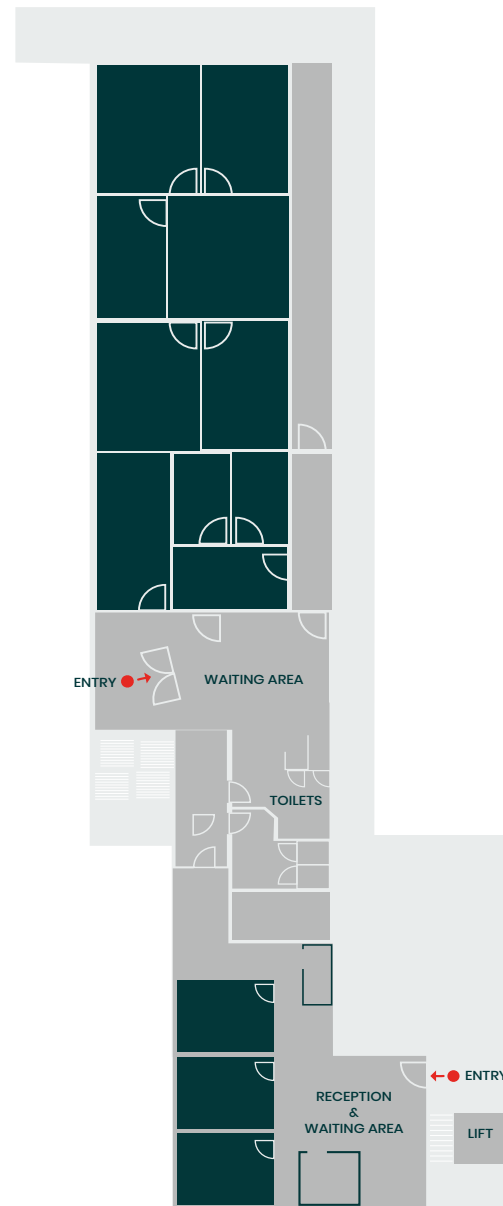 ENTRY
WAITING AREA
TOILETS
ENTRY
RECEPTION
&
WAITING AREA
LIFT